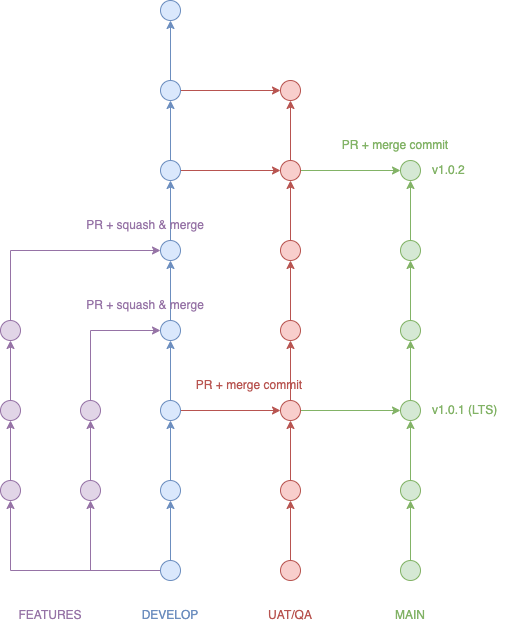 PR + merge commit
v1.0.2
PR + squash & merge
PR + squash & merge
PR + merge commit
v1.0.1 (LTS)
FEATURES
DEVELOP
UAT/QA
MAIN